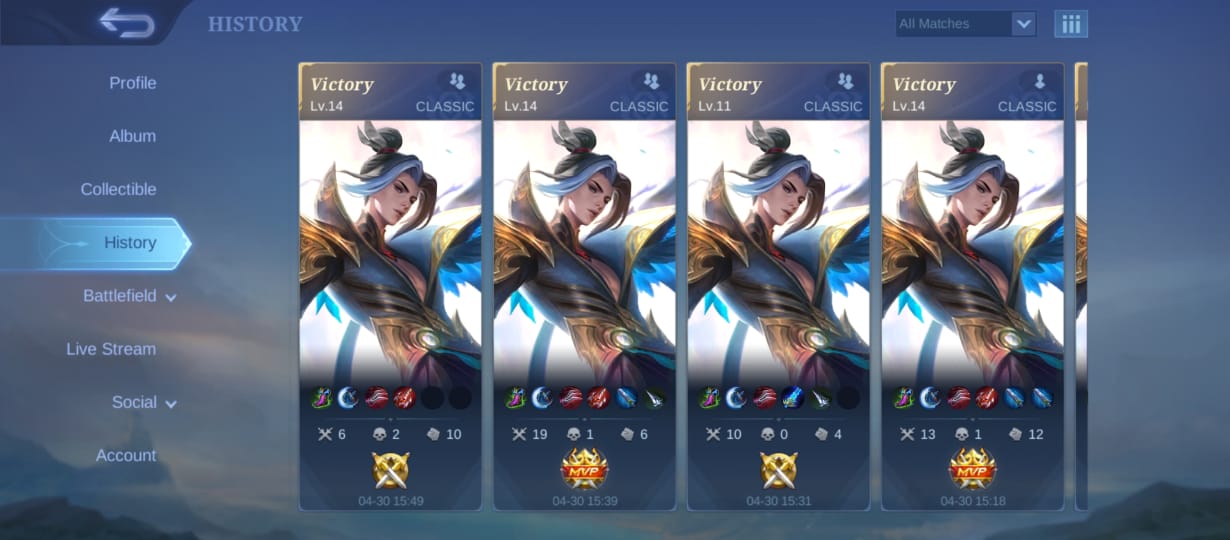 HISTORY
All Matches
Profile
Album
Collectible
History
Battlefield
Live Stream
Social
Account
Victory
Lv.14 CLASSIC
6 2 10
04-30 15:49
Victory
Lv.14 CLASSIC
19 1 6
MVP
04-30 15:39
Victory
Lv.11 CLASSIC
10 0 4
04-30 15:31
Victory
Lv.14 CLASSIC
13 1 12
MVP
04-30 15:18